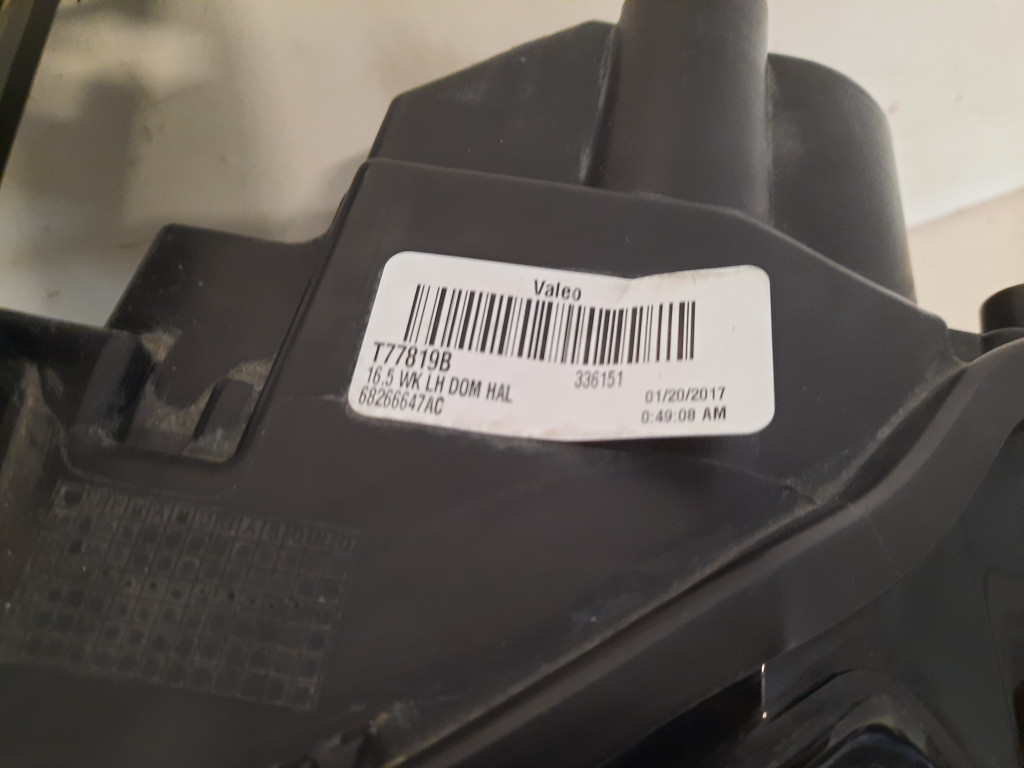 Valeo
T77819B
336151
16.5 WK LH DOM HAL
01/20/2017
68266647AC
0:49:08 AM